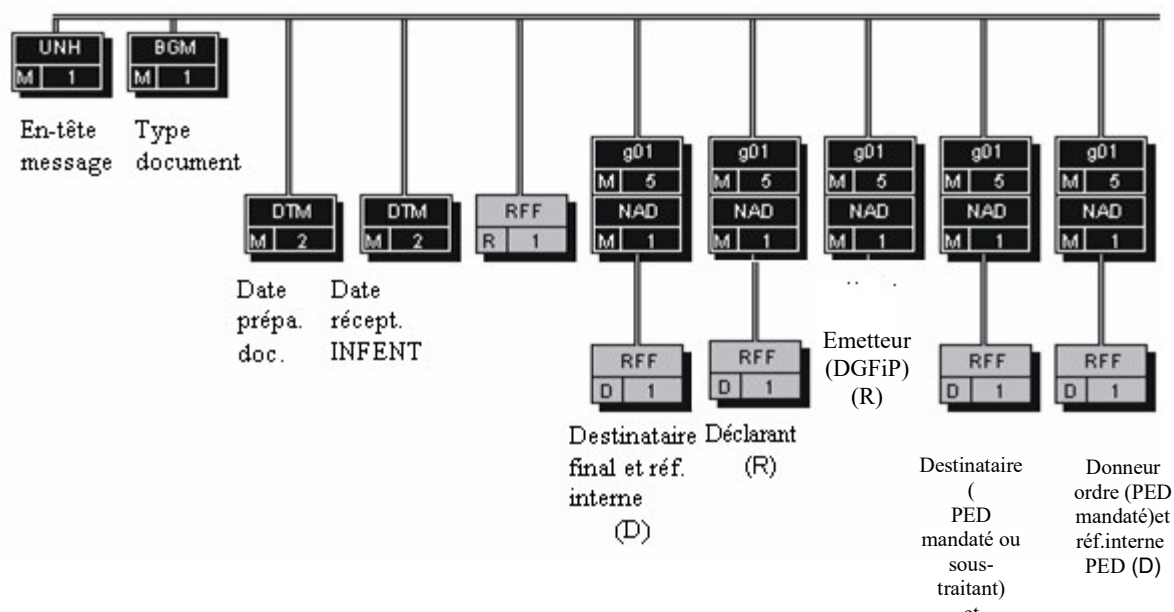 UNH
M 1
En-tête
message
BGM
M 1
Type
document
DTM
M 2
Date
prépa.
doc.
DTM
M 2
Date
récept.
INFENT
RFF
R 1
g01
M 5
NAD
M 1
RFF
D 1
Destinataire
final et réf.
interne
(D)
g01
M 5
NAD
M 1
RFF
D 1
Déclarant
(R)
g01
M 5
NAD
M 1
Emetteur
(DGFiP)
(R)
g01
M 5
NAD
M 1
RFF
D 1
Destinataire
(
PED
mandaté ou
sous-
traitant)
et
g01
M 5
NAD
M 1
RFF
D 1
Donneur
ordre (PED
mandaté)et
réf.interne
PED (D)